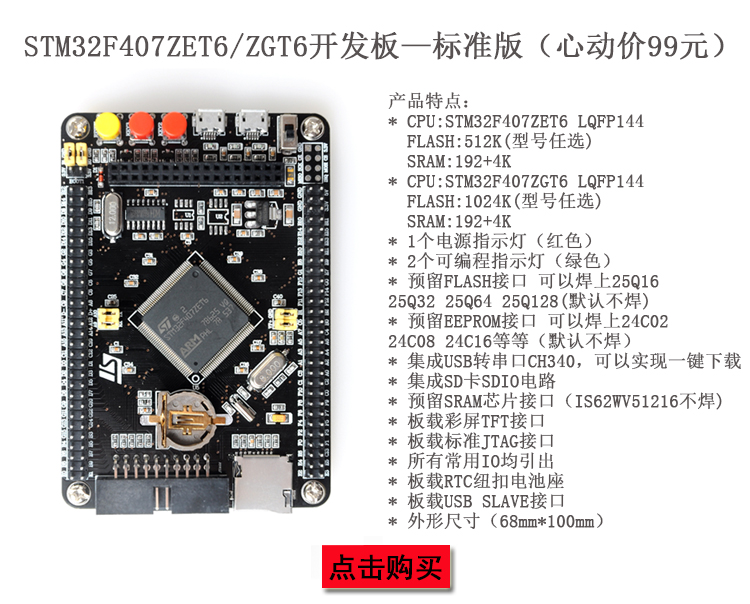 STM32F407ZET6/ZGT6开发板—标准版（心动价99元）
产品特点：
* CPU:STM32F407ZET6 LQFP144
FLASH:512K(型号任选)
SRAM:192+4K
* CPU:STM32F407ZGT6 LQFP144
FLASH:1024K(型号任选)
SRAM:192+4K
* 1个电源指示灯（红色）
* 2个可编程指示灯（绿色）
* 预留FLASH接口 可以焊上25Q16
25Q32 25Q64 25Q128(默认不焊)
* 预留EEPROM接口 可以焊上24C02
24C08 24C16等等（默认不焊）
* 集成USB转串口CH340，可以实现一键下载
* 集成SD卡SDIO电路
* 预留SRAM芯片接口（IS62WV51216不焊)
* 板载彩屏TFT接口
* 板载标准JTAG接口
* 所有常用IO均引出
* 板载RTC纽扣电池座
* 板载USB SLAVE接口
* 外形尺寸（68mm*100mm）
STM32F407ZET6
ARM
点击购买